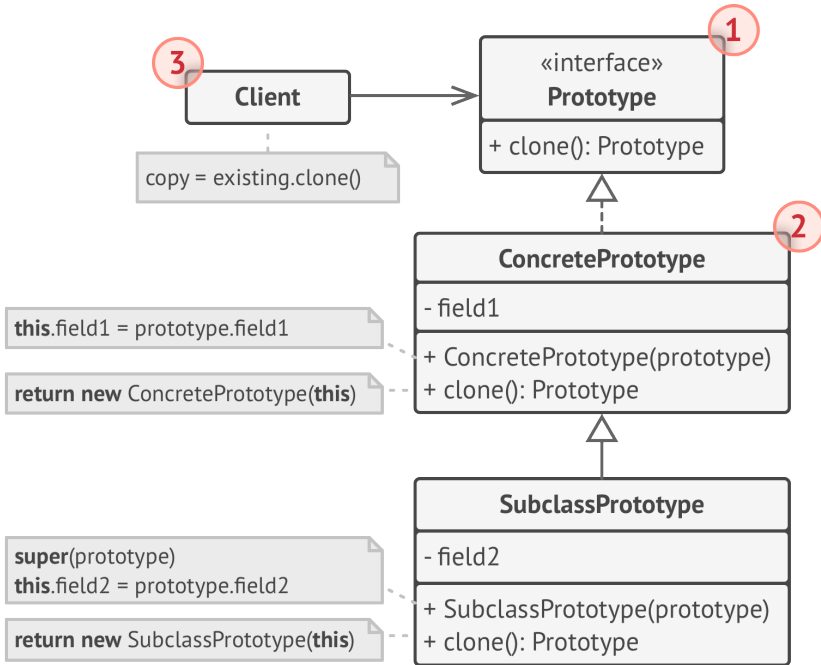 1
«interface»
Prototype
+ clone(): Prototype
3
Client
copy = existing.clone()
2
ConcretePrototype
- field1
+ ConcretePrototype(prototype)
+ clone(): Prototype
this.field1 = prototype.field1
return new ConcretePrototype(this)
SubclassPrototype
- field2
+ SubclassPrototype(prototype)
+ clone(): Prototype
super(prototype)
this.field2 = prototype.field2
return new SubclassPrototype(this)